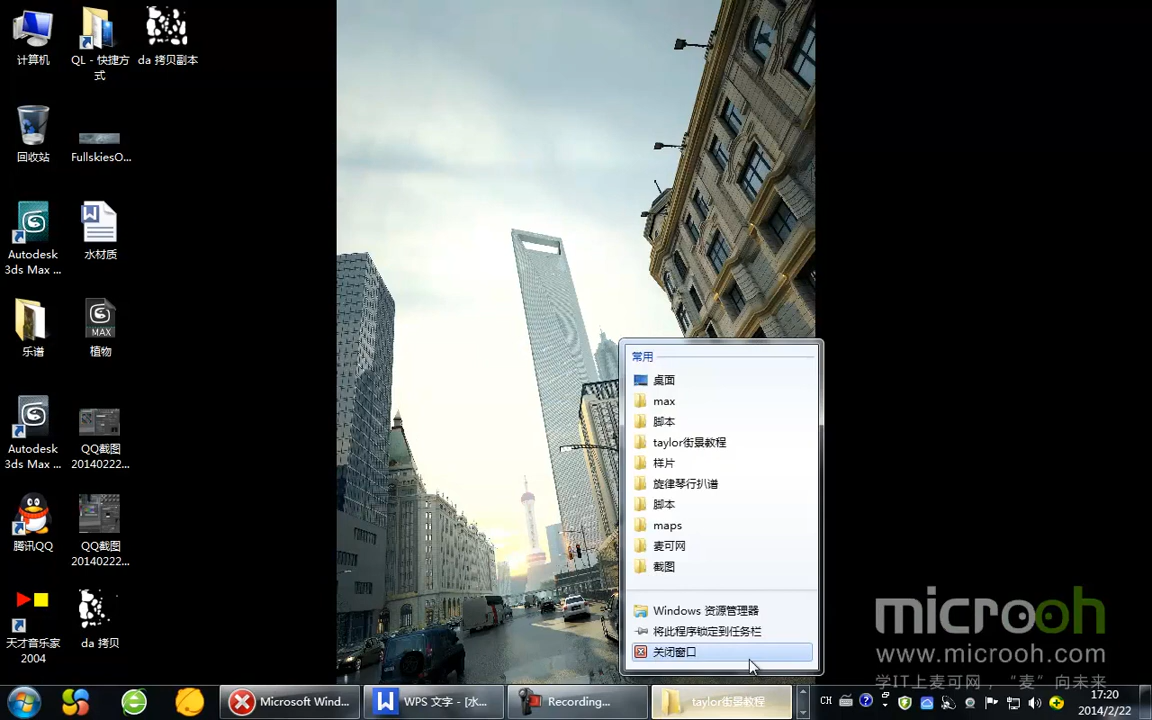 计算机
QL - 快捷方
式
da 拷贝副本
回收站
FullskiesO...
Autodesk
3ds Max ...
水材质
乐谱
MAX
植物
Autodesk
3ds Max ...
QQ截图
20140222...
腾讯QQ
QQ截图
20140222...
天才音乐家
2004
da 拷贝
常用
桌面
max
脚本
taylor街景教程
样片
旋律琴行扒谱
脚本
maps
麦可网
截图
Windows 资源管理器
将此程序锁定到任务栏
关闭窗口
microoh
www.microoh.com
学IT上麦可网，“麦”向未来
Microsoft Wind...
WPS 文字 - [水...
Recording...
taylor街景教程
CH
17:20
2014/2/22